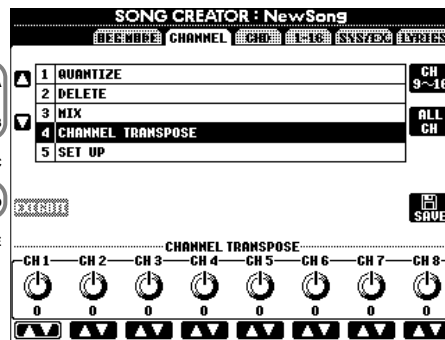 SONG CREATOR : NewSong
REC MODE CHANNEL CHD 1-16 SYS/EX. LYRICS
1 QUANTIZE
2 DELETE
3 MIX
4 CHANNEL TRANSPOSE
5 SET UP
CH
9~16
ALL
CH
EXECUTE
SAVE
CHANNEL TRANSPOSE
CH 1 CH 2 CH 3 CH 4 CH 5 CH 6 CH 7 CH 8
0 0 0 0 0 0 0 0